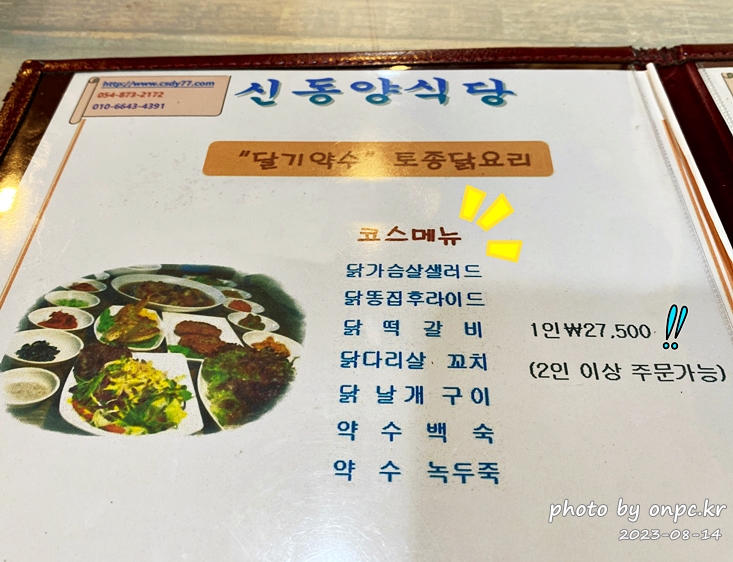 http://www.csdy77.com
054-873-2172
010-6643-4391
신동양식당
"달기약수" 토종닭요리
코스메뉴
닭가슴살샐러드
닭똥집후라이드
닭 떡 갈 비
닭다리살 꼬치
닭 날개 구이
약 수 백 숙
약 수 녹두죽
1인₩27,500 !!
(2인 이상 주문가능)
photo by onpc.kr
2023-08-14